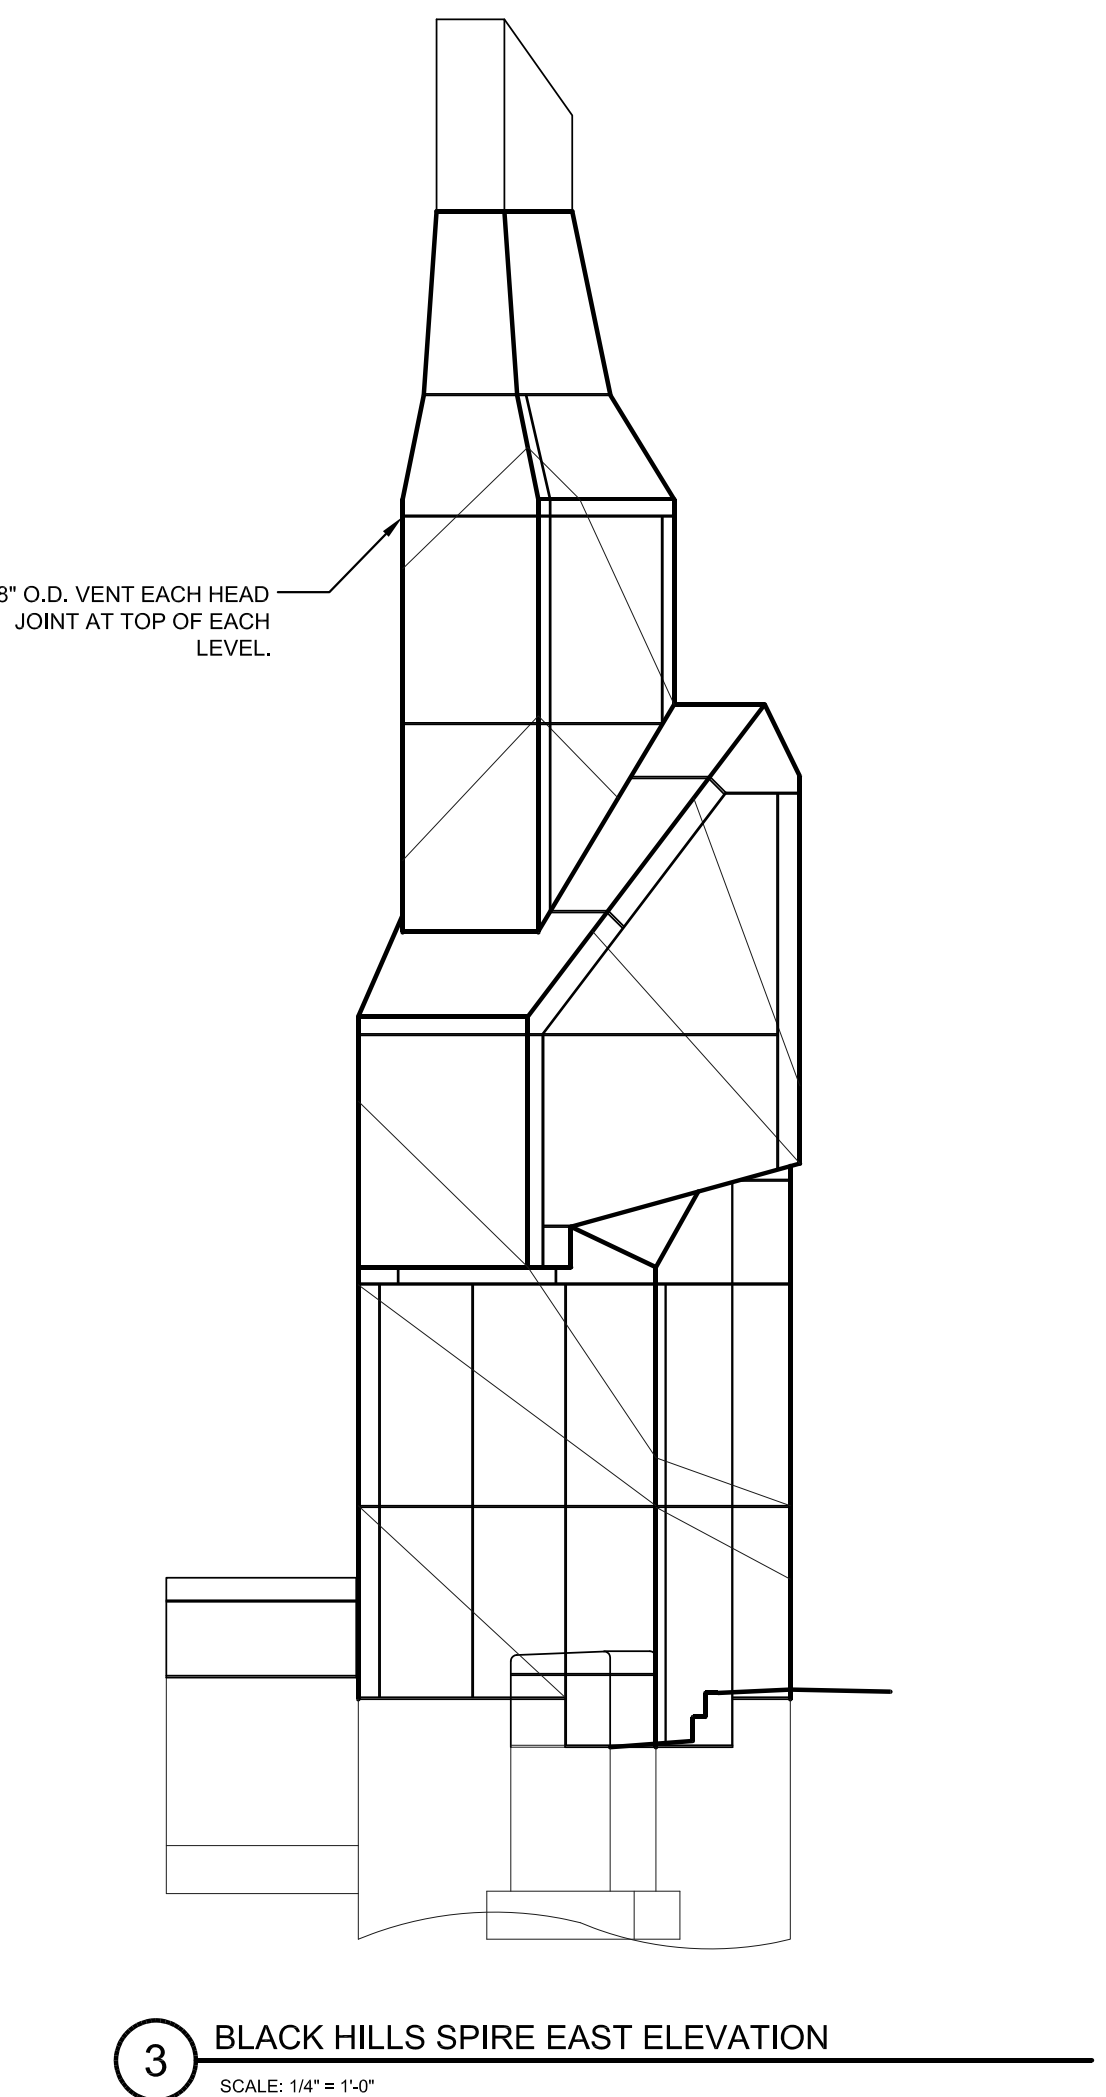 8" O.D. VENT EACH HEAD
JOINT AT TOP OF EACH
LEVEL.
3
BLACK HILLS SPIRE EAST ELEVATION
SCALE: 1/4" = 1'-0"